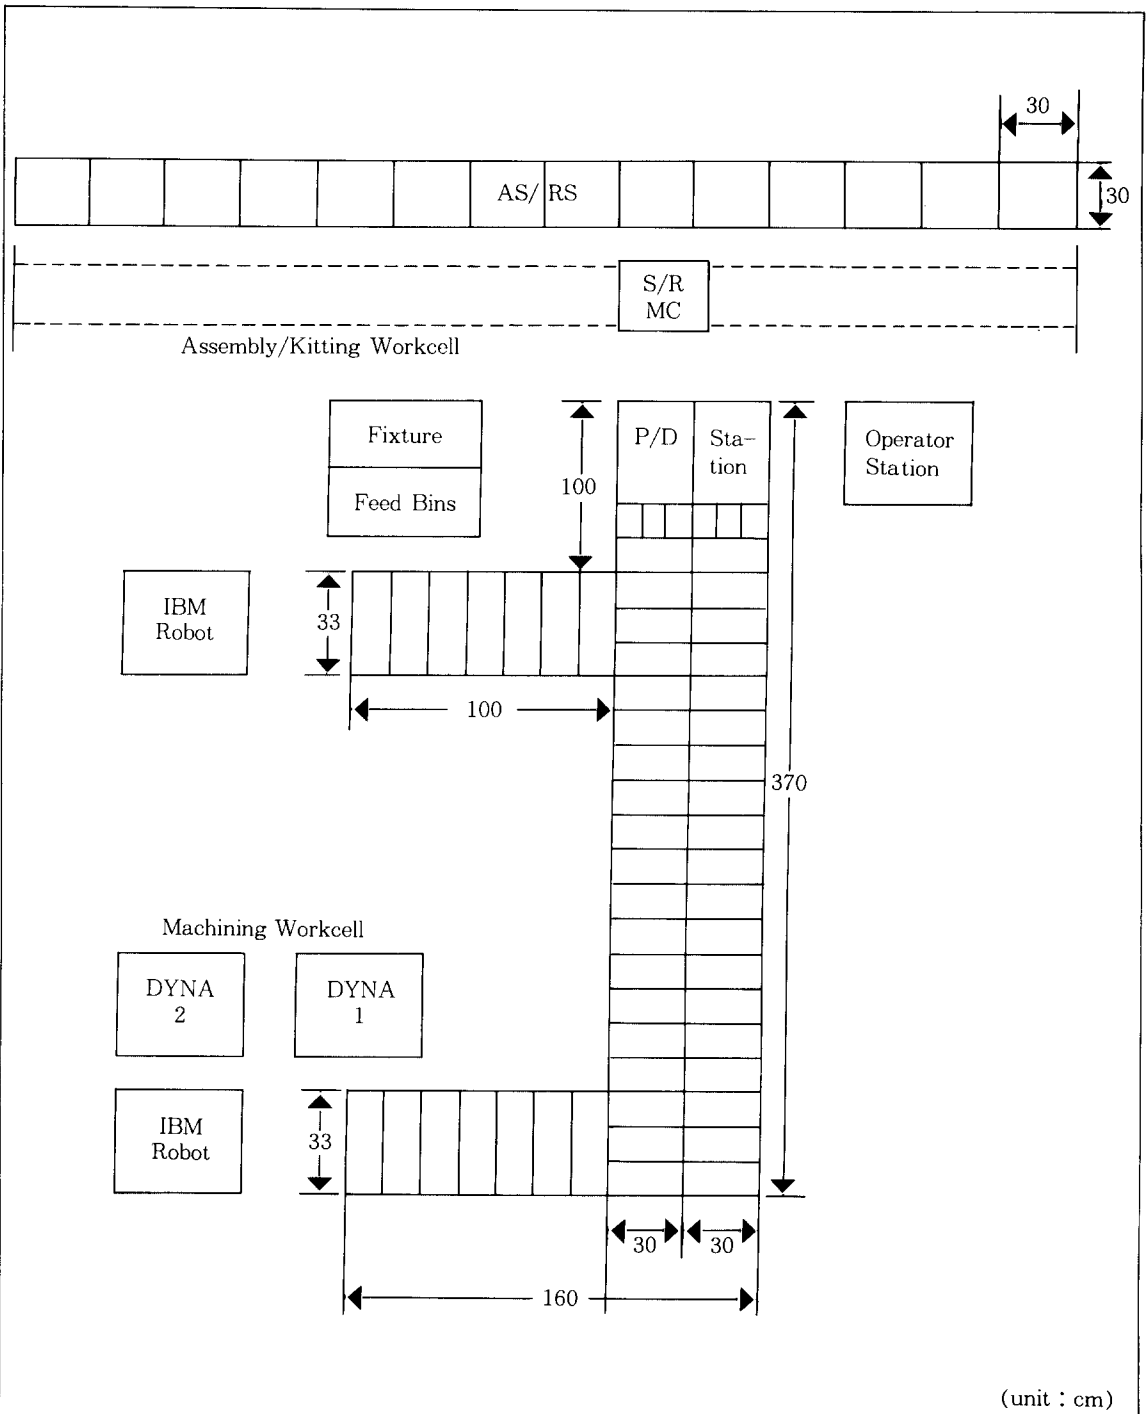 30
AS/ RS
30
S/R
MC
Assembly/Kitting Workcell
Fixture
Feed Bins
100
P/D
Sta-
tion
Operator
Station
IBM
Robot
33
100
370
Machining Workcell
DYNA
2
DYNA
1
IBM
Robot
33
30
30
160
(unit : cm)